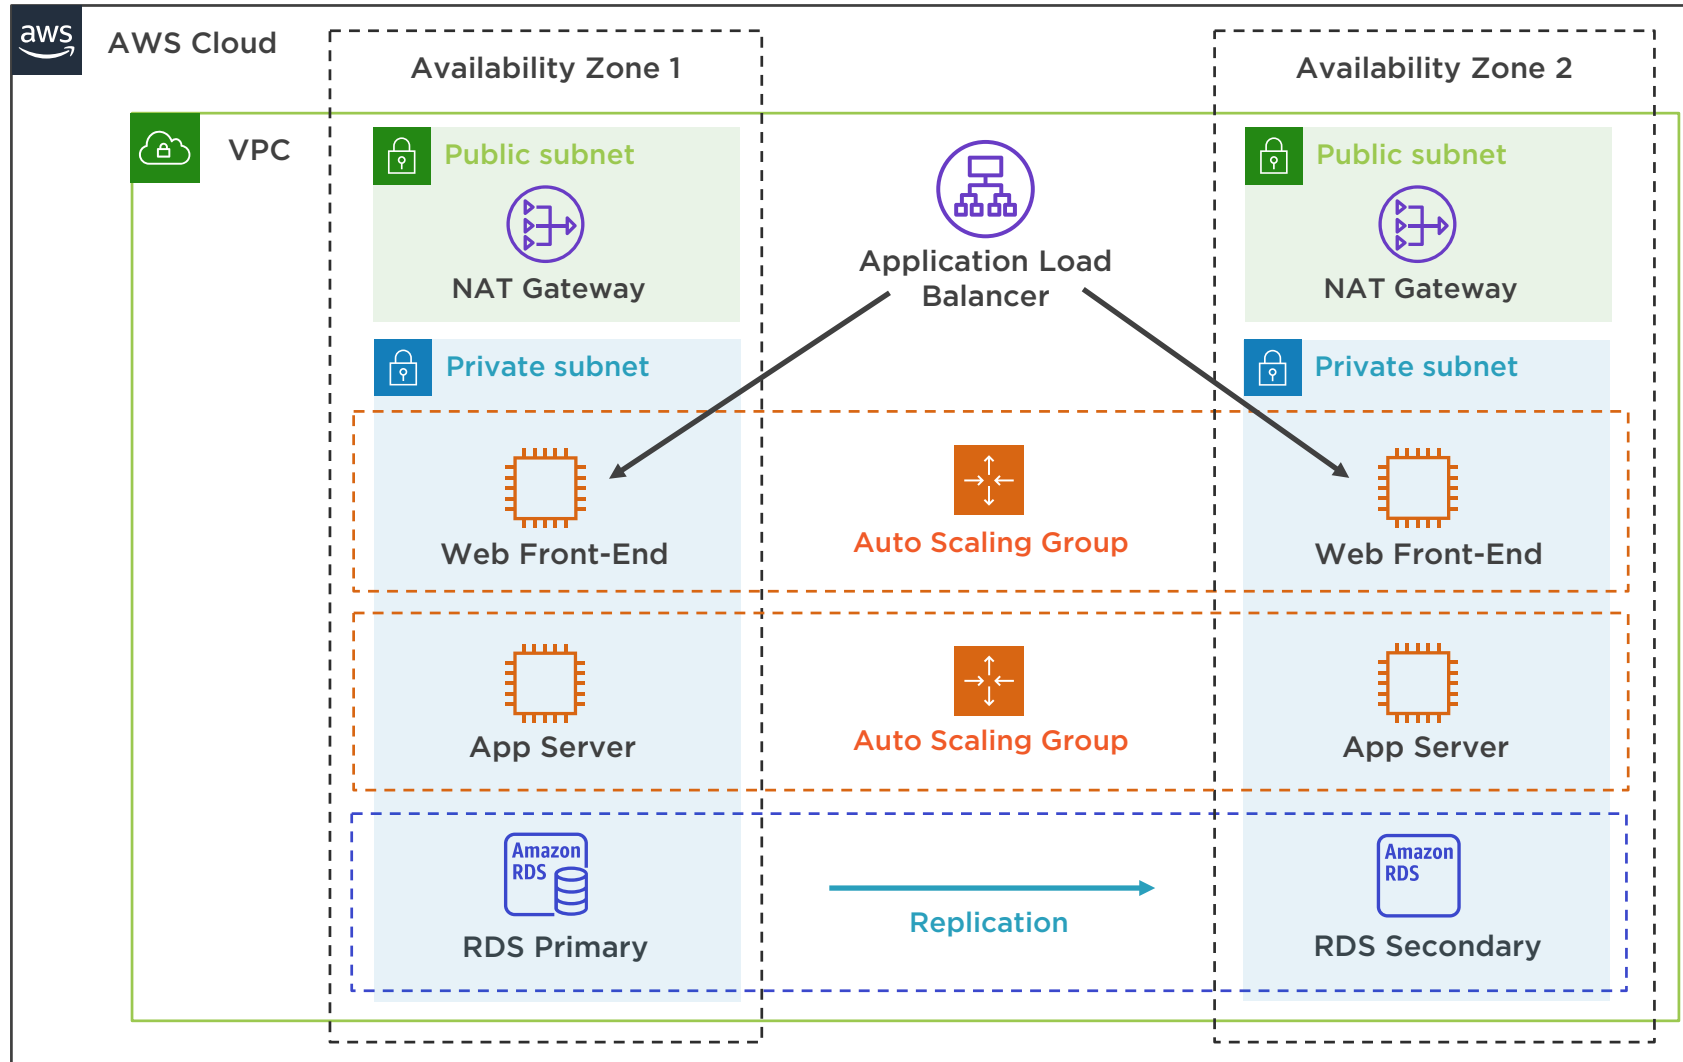 aws
AWS Cloud
Availability Zone 1
Availability Zone 2
VPC
Public subnet
Public subnet
NAT Gateway
Application Load
Balancer
NAT Gateway
Private subnet
Private subnet
Web Front-End
Auto Scaling Group
Web Front-End
App Server
Auto Scaling Group
App Server
Amazon
RDS
Amazon
RDS
Replication
RDS Primary
RDS Secondary